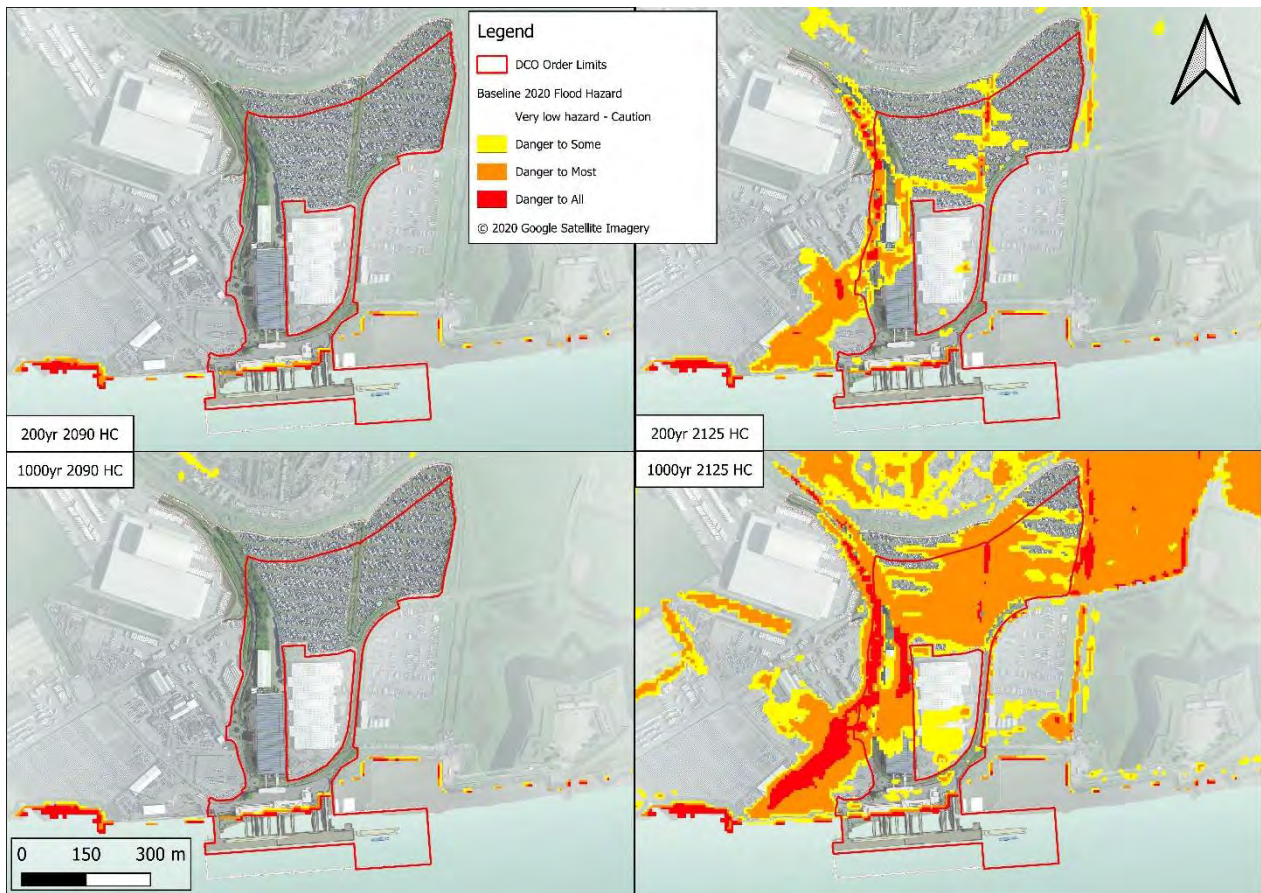 Legend
DCO Order Limits
Baseline 2020 Flood Hazard
Very low hazard - Caution
Danger to Some
Danger to Most
Danger to All
© 2020 Google Satellite Imagery
200yr 2090 HC
200yr 2125 HC
1000yr 2090 HC
1000yr 2125 HC
0 150 300 m